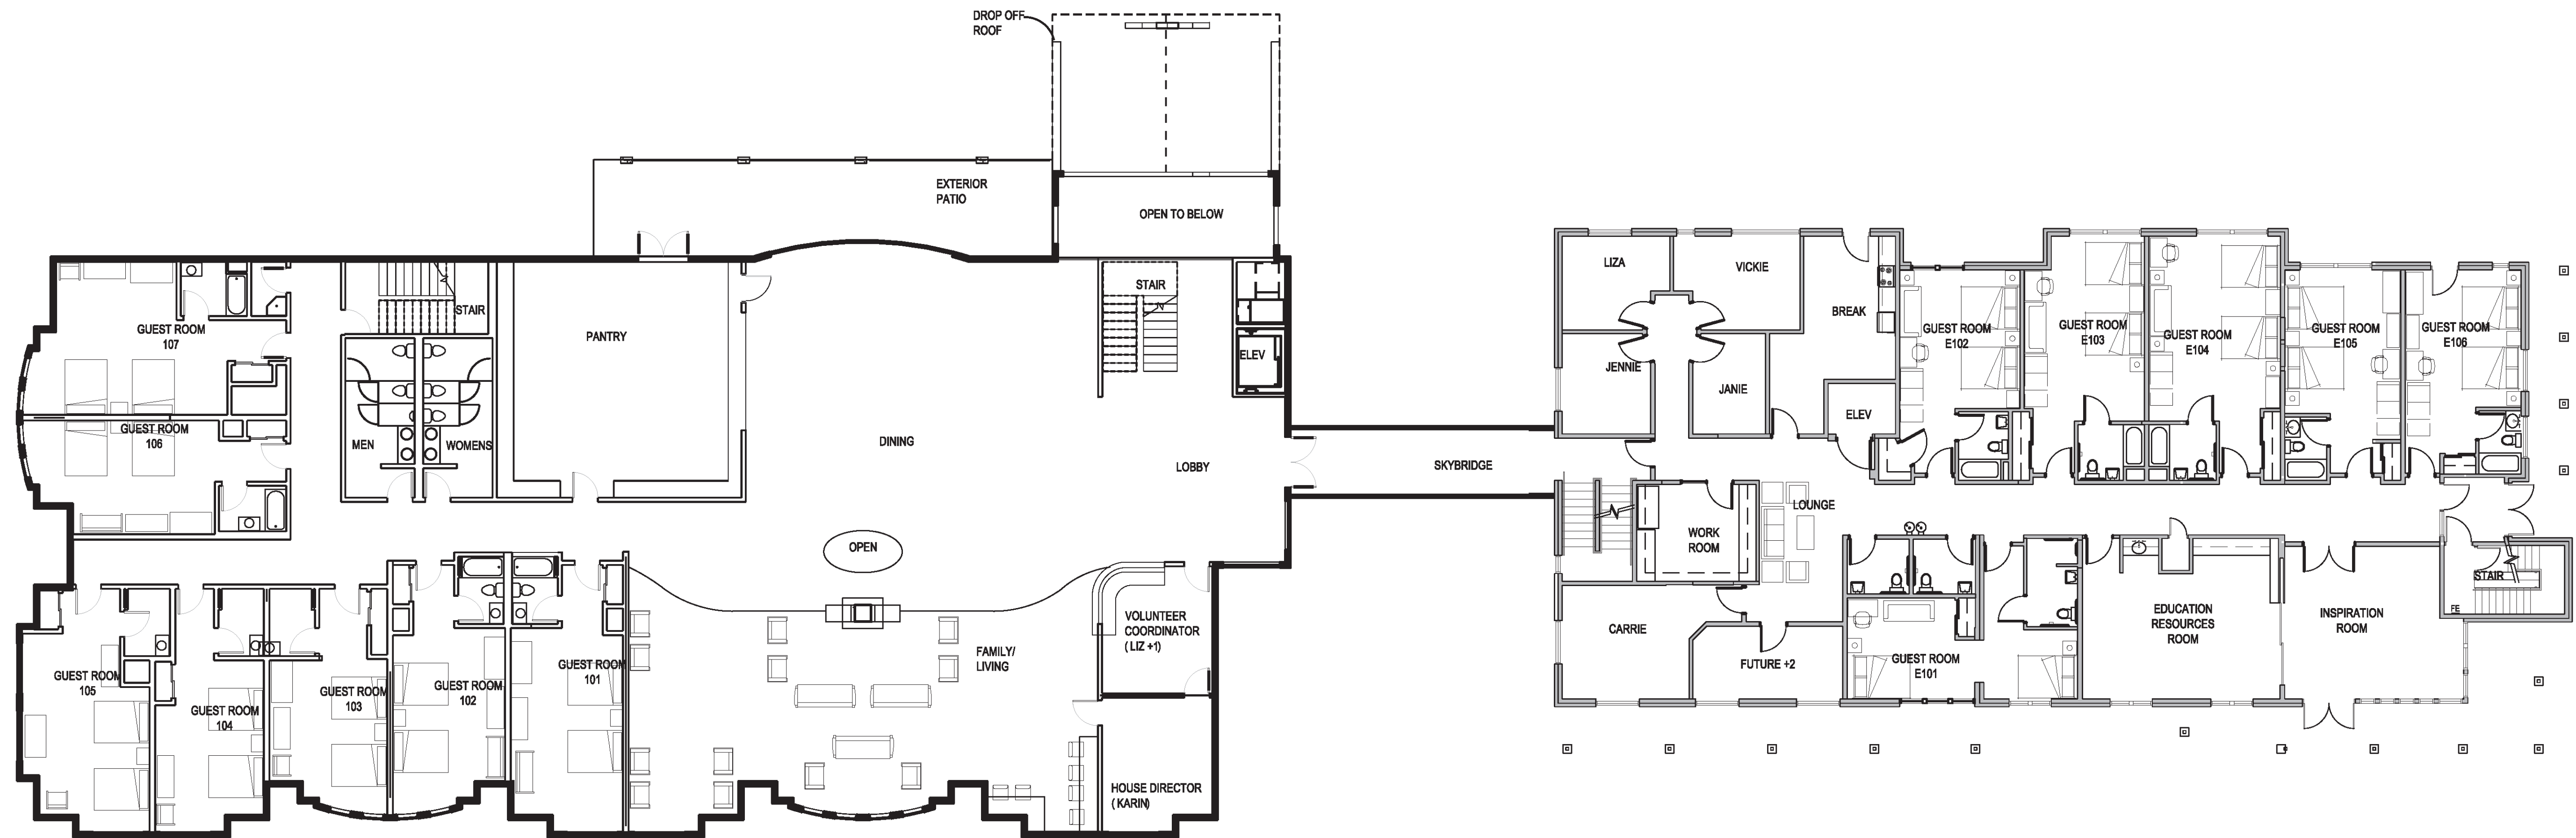 DROP OFF
ROOF
EXTERIOR
PATIO
OPEN TO BELOW
GUEST ROOM
107
STAIR
PANTRY
STAIR
ELEV
GUEST ROOM
106
MEN
WOMENS
DINING
LOBBY
SKYBRIDGE
OPEN
GUEST ROOM
105
GUEST ROOM
104
GUEST ROOM
103
GUEST ROOM
102
GUEST ROOM
101
FAMILY/
LIVING
VOLUNTEER
COORDINATOR
( LIZ +1)
HOUSE DIRECTOR
( KARIN)
LIZA
VICKIE
BREAK
JENNIE
JANIE
ELEV
GUEST ROOM
E102
GUEST ROOM
E103
GUEST ROOM
E104
GUEST ROOM
E105
GUEST ROOM
E106
LOUNGE
WORK
ROOM
CARRIE
FUTURE +2
GUEST ROOM
E101
EDUCATION
RESOURCES
ROOM
INSPIRATION
ROOM
STAIR
FE